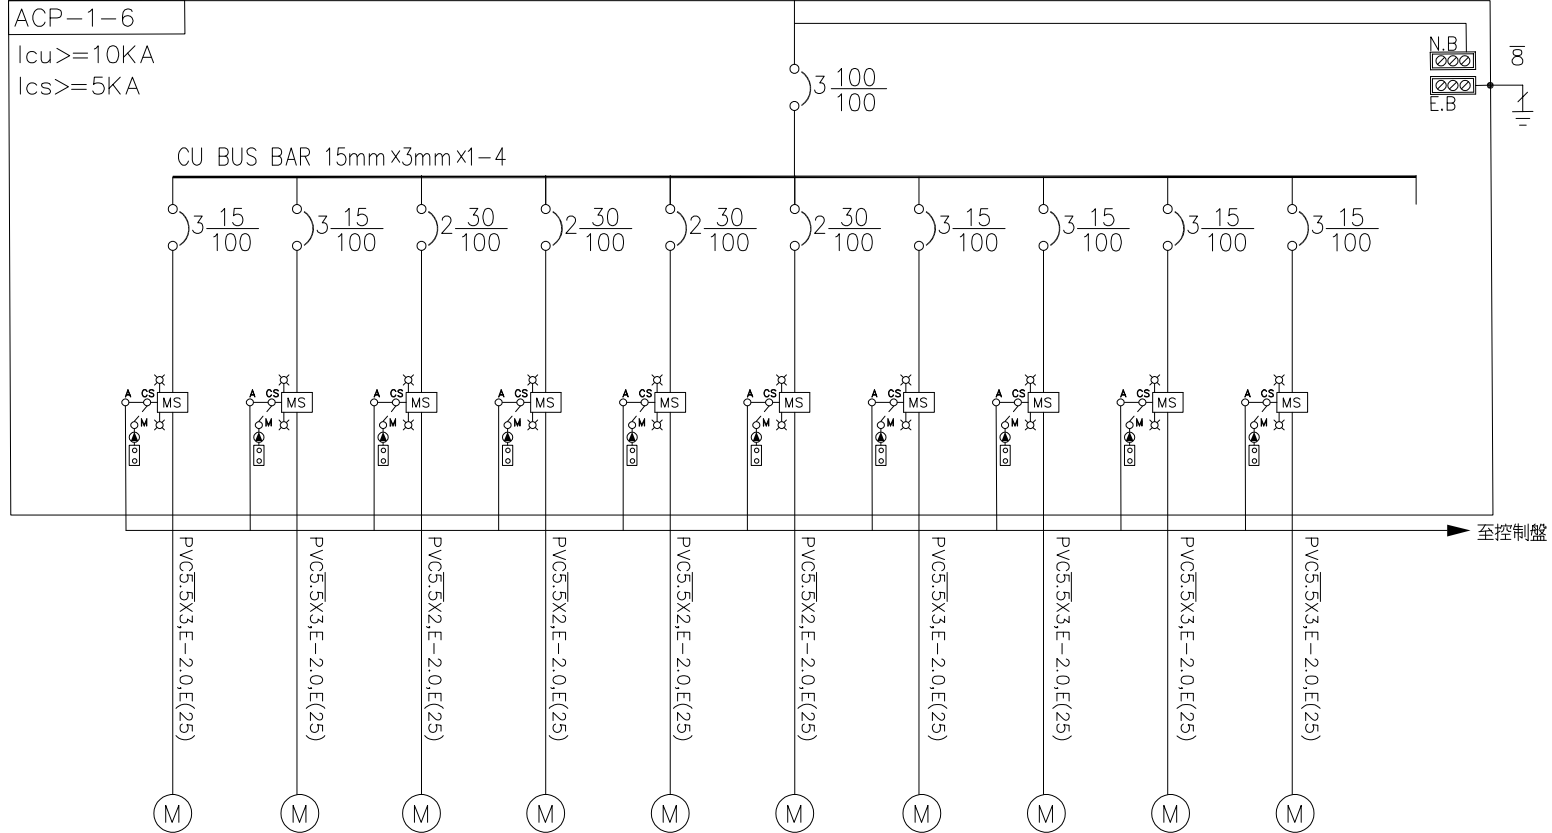 ACP-1-6
Icu>=10KA
Ics>=5KA
N.B
8
E.B
3 100/100
CU BUS BAR 15mm×3mm×1-4
3 15/100
3 15/100
2 30/100
2 30/100
2 30/100
2 30/100
3 15/100
3 15/100
3 15/100
3 15/100
A CS MS M
A CS MS M
A CS MS M
A CS MS M
A CS MS M
A CS MS M
A CS MS M
A CS MS M
A CS MS M
A CS MS M
至控制盤
PVC5.5X3,E-2.0,E(25)
PVC5.5X3,E-2.0,E(25)
PVC5.5X2,E-2.0,E(25)
PVC5.5X2,E-2.0,E(25)
PVC5.5X2,E-2.0,E(25)
PVC5.5X2,E-2.0,E(25)
PVC5.5X3,E-2.0,E(25)
PVC5.5X3,E-2.0,E(25)
PVC5.5X3,E-2.0,E(25)
PVC5.5X3,E-2.0,E(25)
M M M M M M M M M M